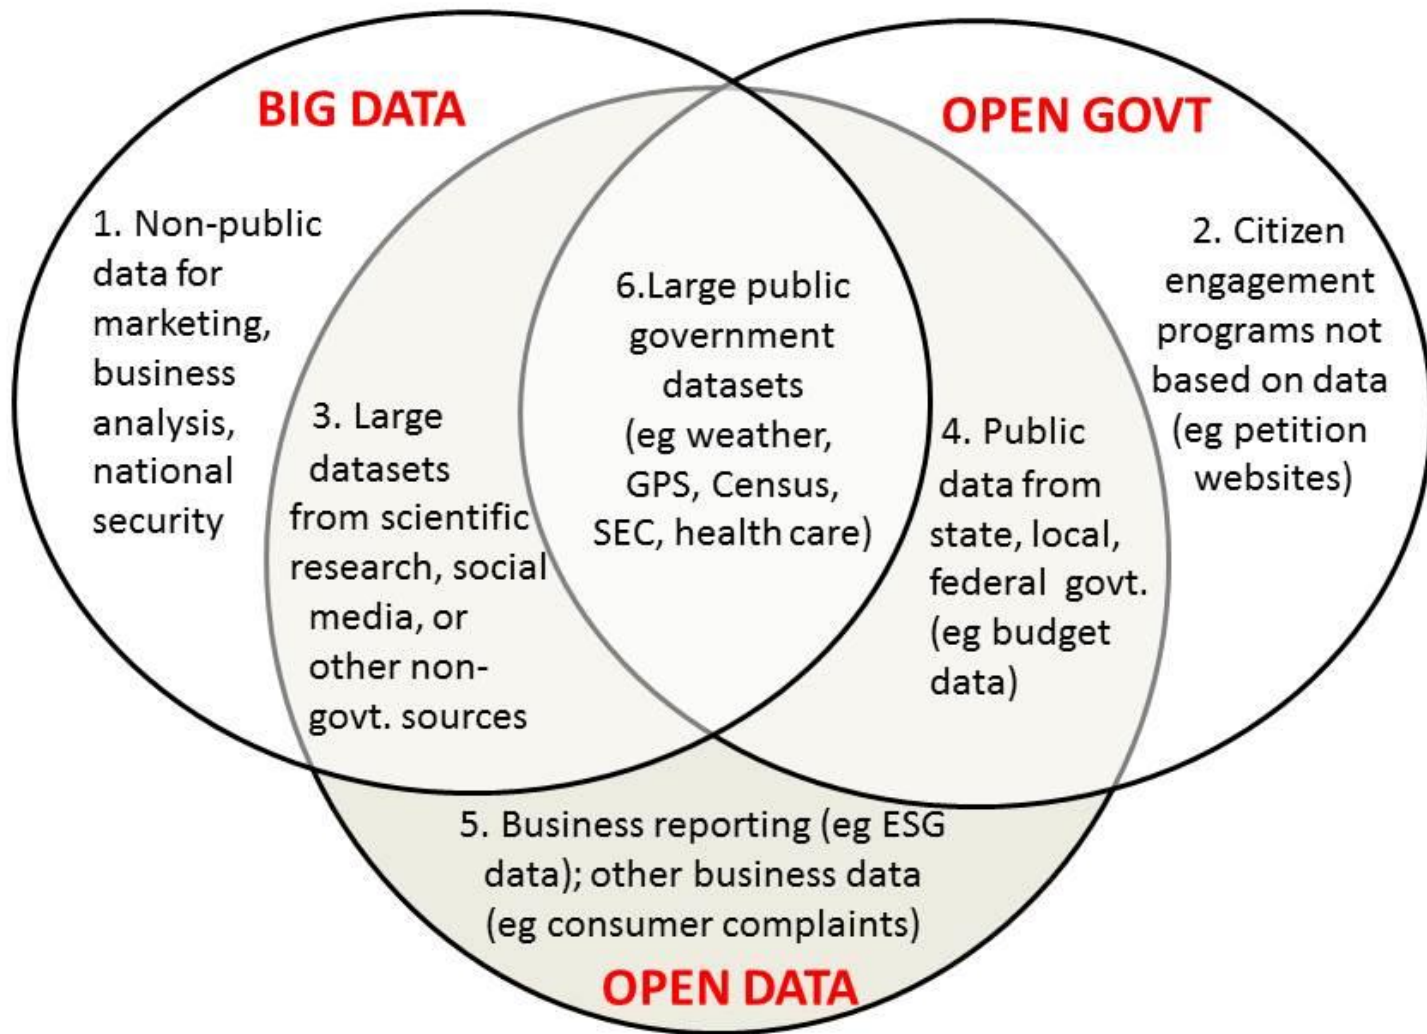 BIG DATA
OPEN GOVT
1. Non-public
data for
marketing,
business
analysis,
national
security
2. Citizen
engagement
programs not
based on data
(eg petition
websites)
6.Large public
government
datasets
(eg weather,
GPS, Census,
SEC, health care)
3. Large
datasets
from scientific
research, social
media, or
other non-
govt. sources
4. Public
data from
state, local,
federal govt.
(eg budget
data)
5. Business reporting (eg ESG
data); other business data
(eg consumer complaints)
OPEN DATA